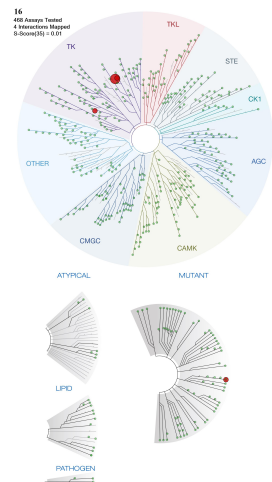 16
468 Assays Tested
4 Interactions Mapped
S-Score(35) = 0.01
TKL
TK
STE
CK1
OTHER
AGC
CMGC
CAMK
ATYPICAL
MUTANT
LIPID
PATHOGEN